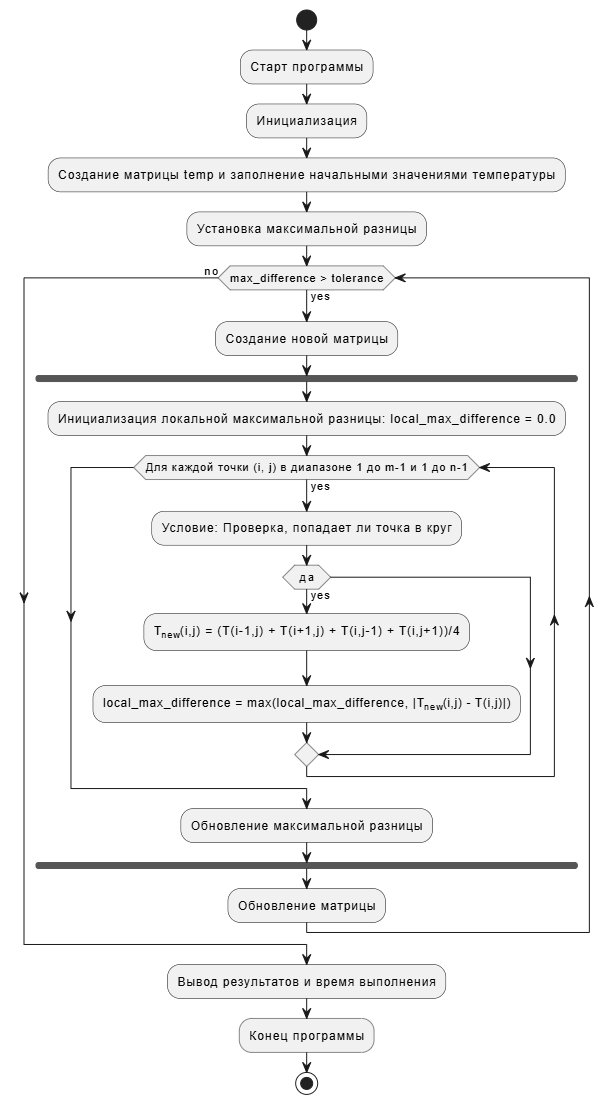 Старт программы
Инициализация
Создание матрицы temp и заполнение начальными значениями температуры
Установка максимальной разницы
no
max_difference > tolerance
yes
Создание новой матрицы
Инициализация локальной максимальной разницы: local_max_difference = 0.0
Для каждой точки (i, j) в диапазоне 1 до m-1 и 1 до n-1
yes
Условие: Проверка, попадает ли точка в круг
да
yes
Tnew(i,j) = (T(i-1,j) + T(i+1,j) + T(i,j-1) + T(i,j+1))/4
local_max_difference = max(local_max_difference, |Tnew(i,j) - T(i,j)|)
Обновление максимальной разницы
Обновление матрицы
Вывод результатов и время выполнения
Конец программы